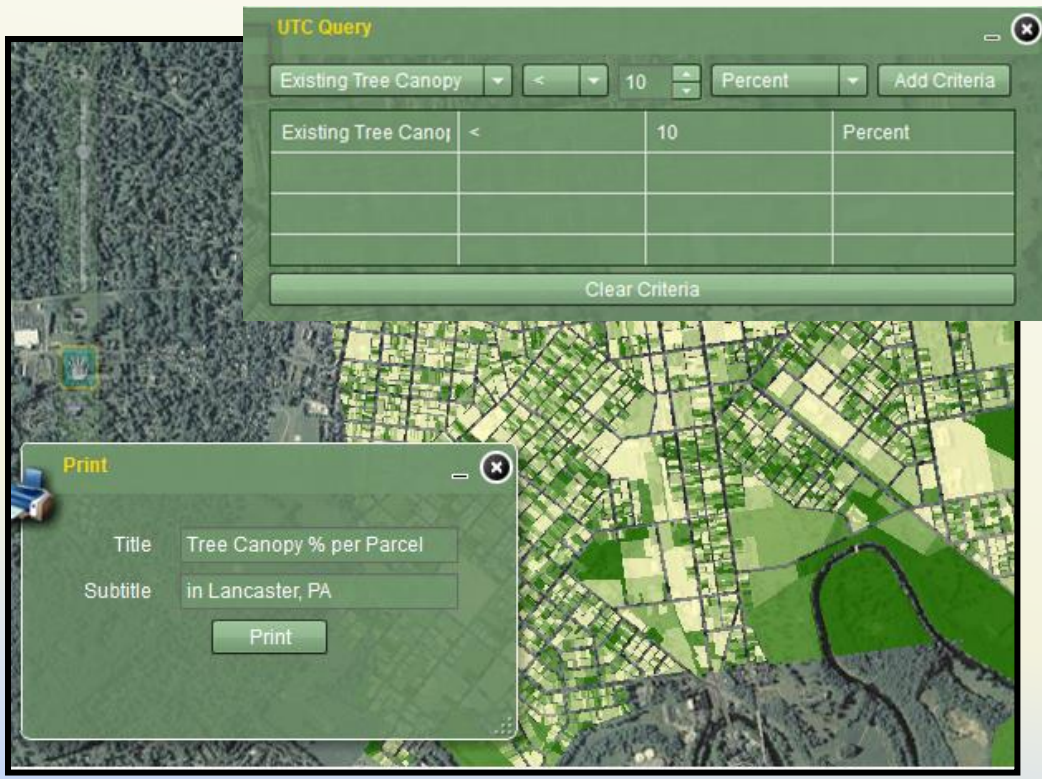 UTC Query
Existing Tree Canopy < 10 Percent Add Criteria
Existing Tree Canop < 10 Percent
Clear Criteria
Print
Title Tree Canopy % per Parcel
Subtitle in Lancaster, PA
Print